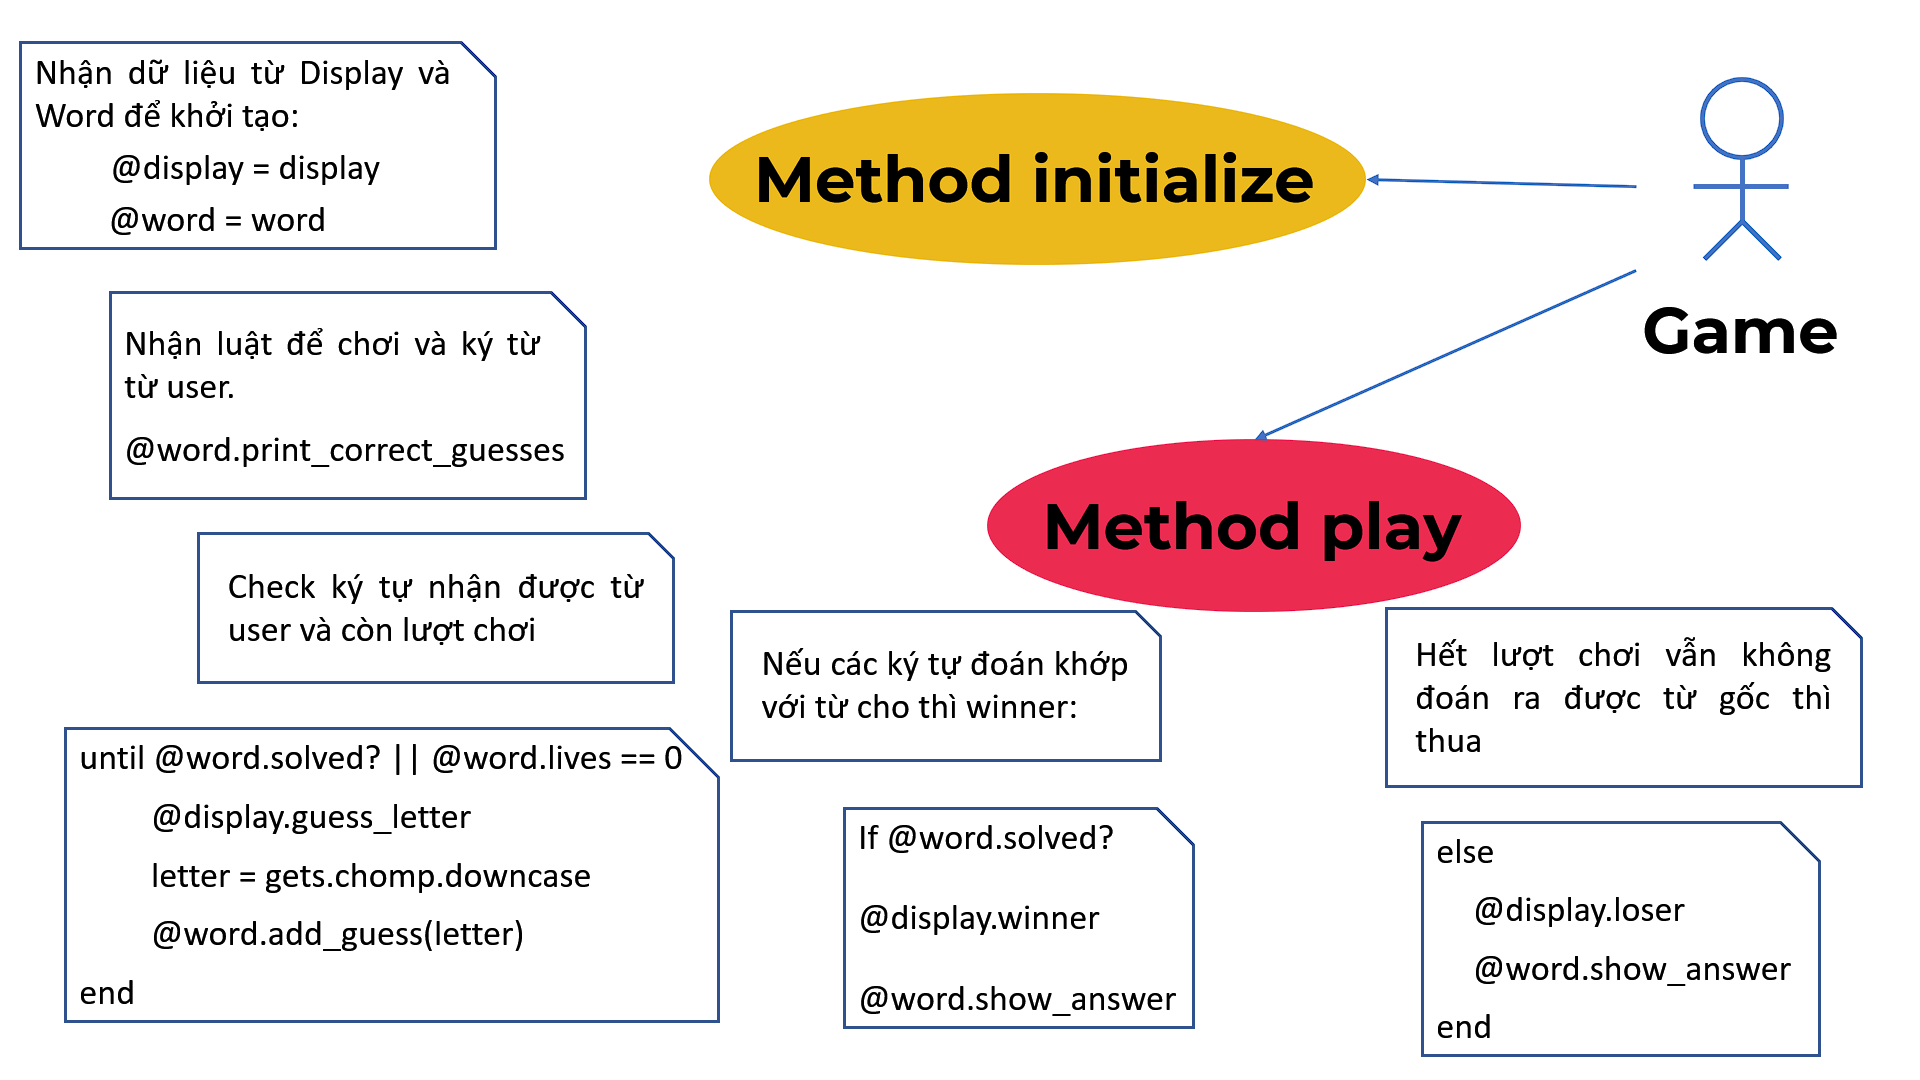 Nhận dữ liệu từ Display và
Word để khởi tạo:
@display = display
@word = word
Method initialize
Game
Nhận luật để chơi và ký từ
từ user.
@word.print_correct_guesses
Method play
Check ký tự nhận được từ
user và còn lượt chơi
until @word.solved? || @word.lives == 0
@display.guess_letter
letter = gets.chomp.downcase
@word.add_guess(letter)
end
Nếu các ký tự đoán khớp
với từ cho thì winner:
If @word.solved?
@display.winner
@word.show_answer
Hết lượt chơi vẫn không
đoán ra được từ gốc thì
thua
else
@display.loser
@word.show_answer
end